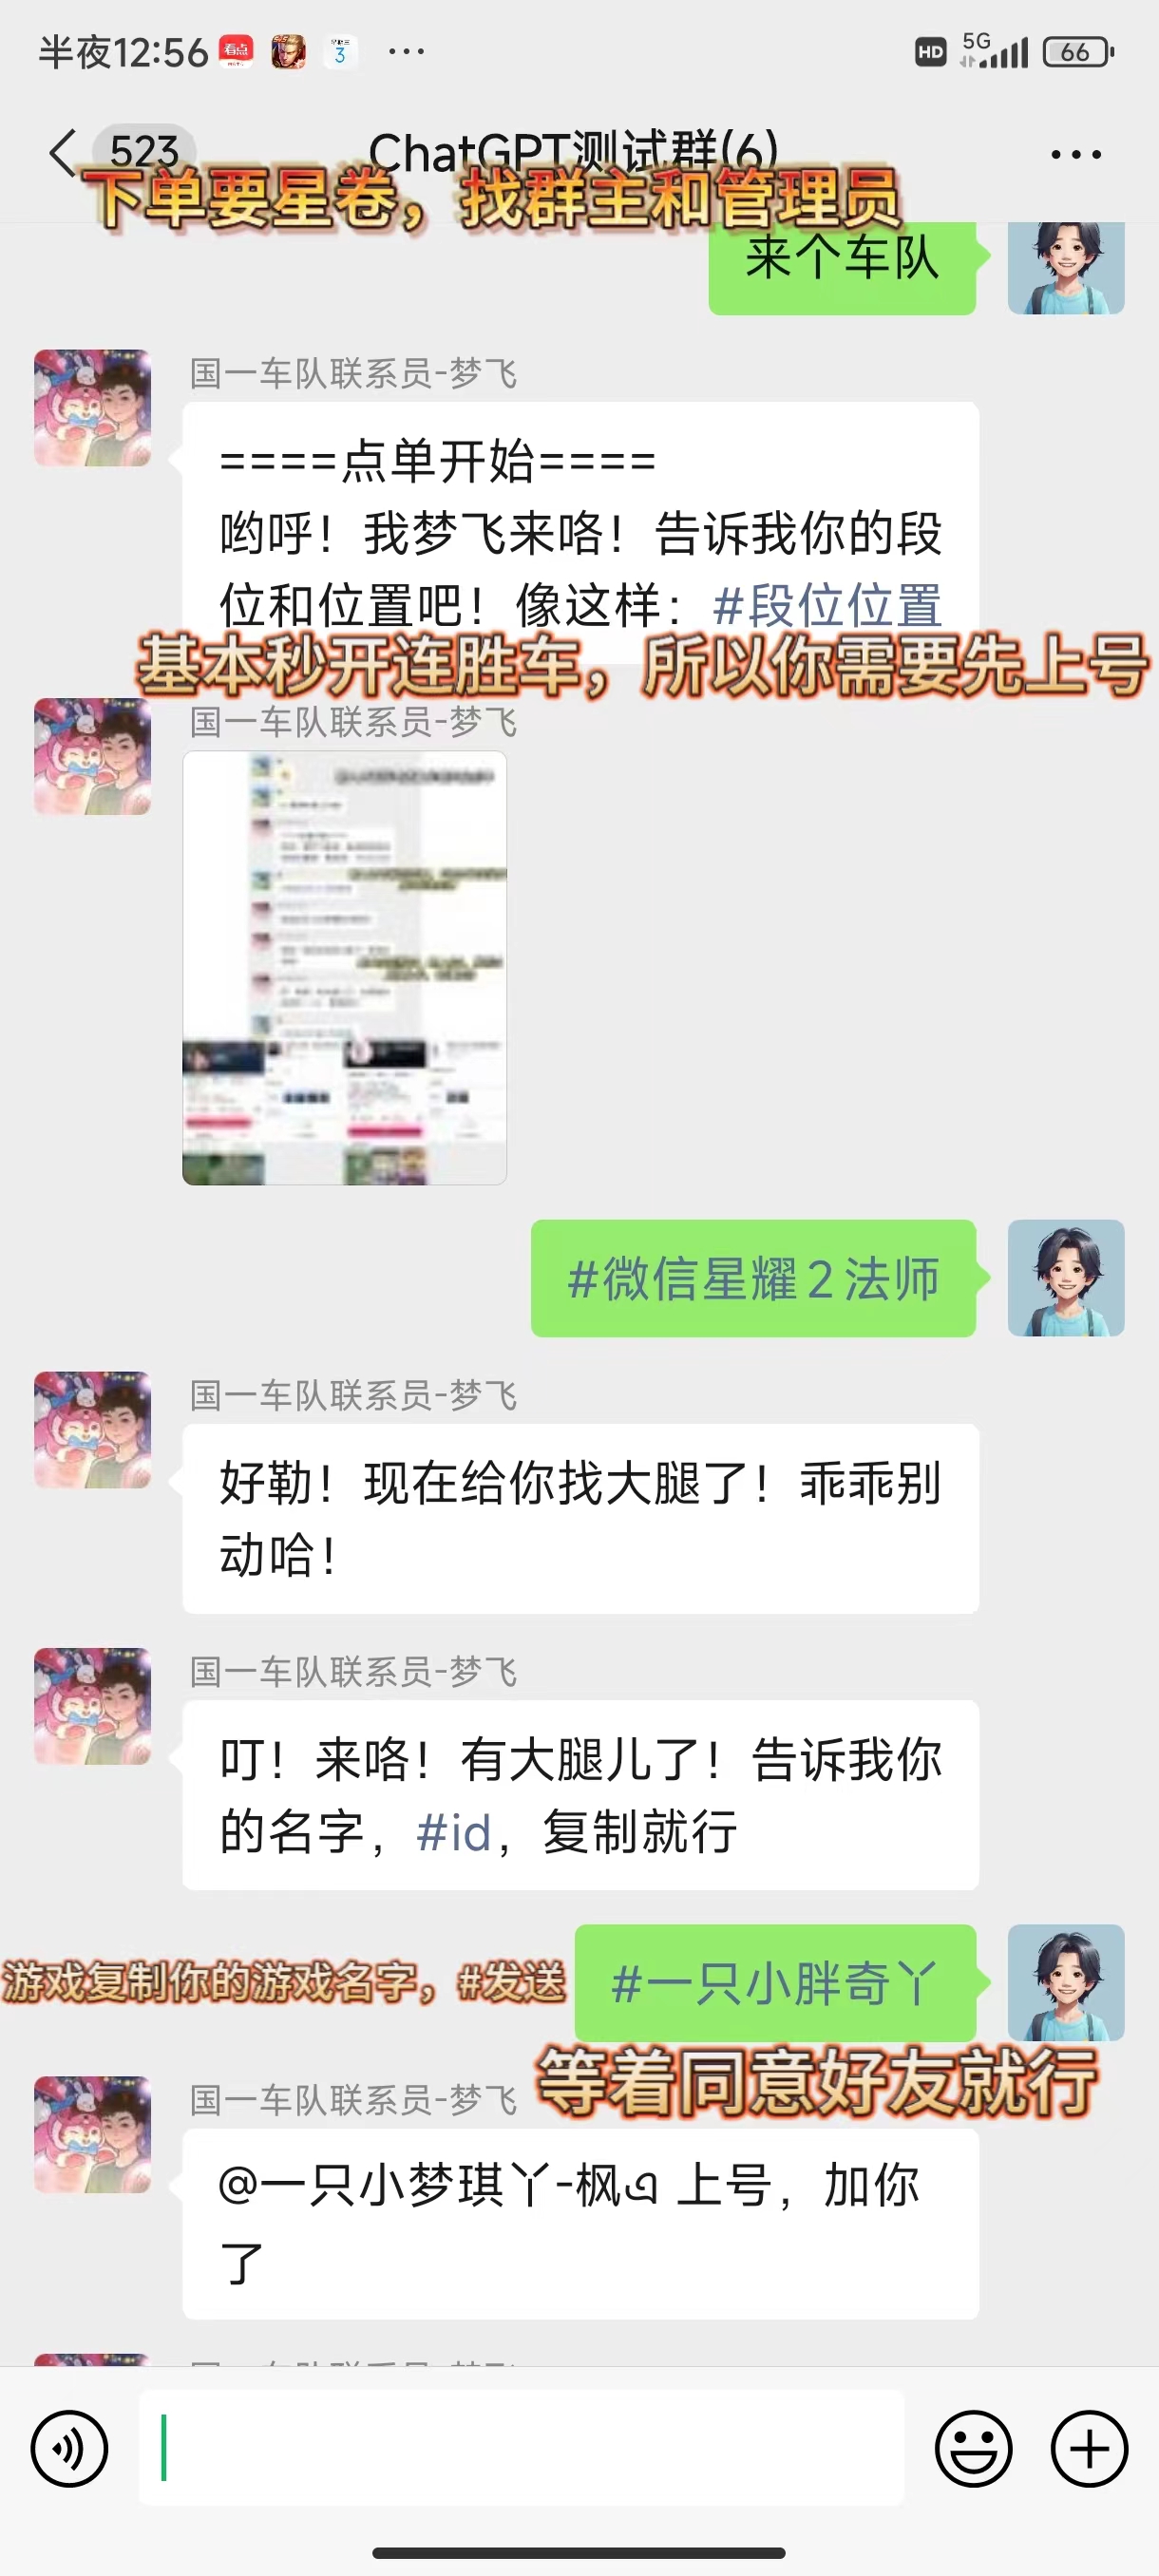 半夜12:56
看点
3
HD
5G
66
523
ChatGPT测试群(6)
下单要星卷，找群主和管理员
来个车队
国一车队联系员-梦飞
====点单开始====
哟呼！我梦飞来咯！告诉我你的段
位和位置吧！像这样：#段位位置
基本秒开连胜车，所以你需要先上号
国一车队联系员-梦飞
#微信星耀2法师
国一车队联系员-梦飞
好勒！现在给你找大腿了！乖乖别
动哈！
国一车队联系员-梦飞
叮！来咯！有大腿儿了！告诉我你
的名字，#id，复制就行
游戏复制你的游戏名字，#发送
#一只小胖奇丫
等着同意好友就行
国一车队联系员-梦飞
@一只小梦琪丫-枫 上号，加你
了